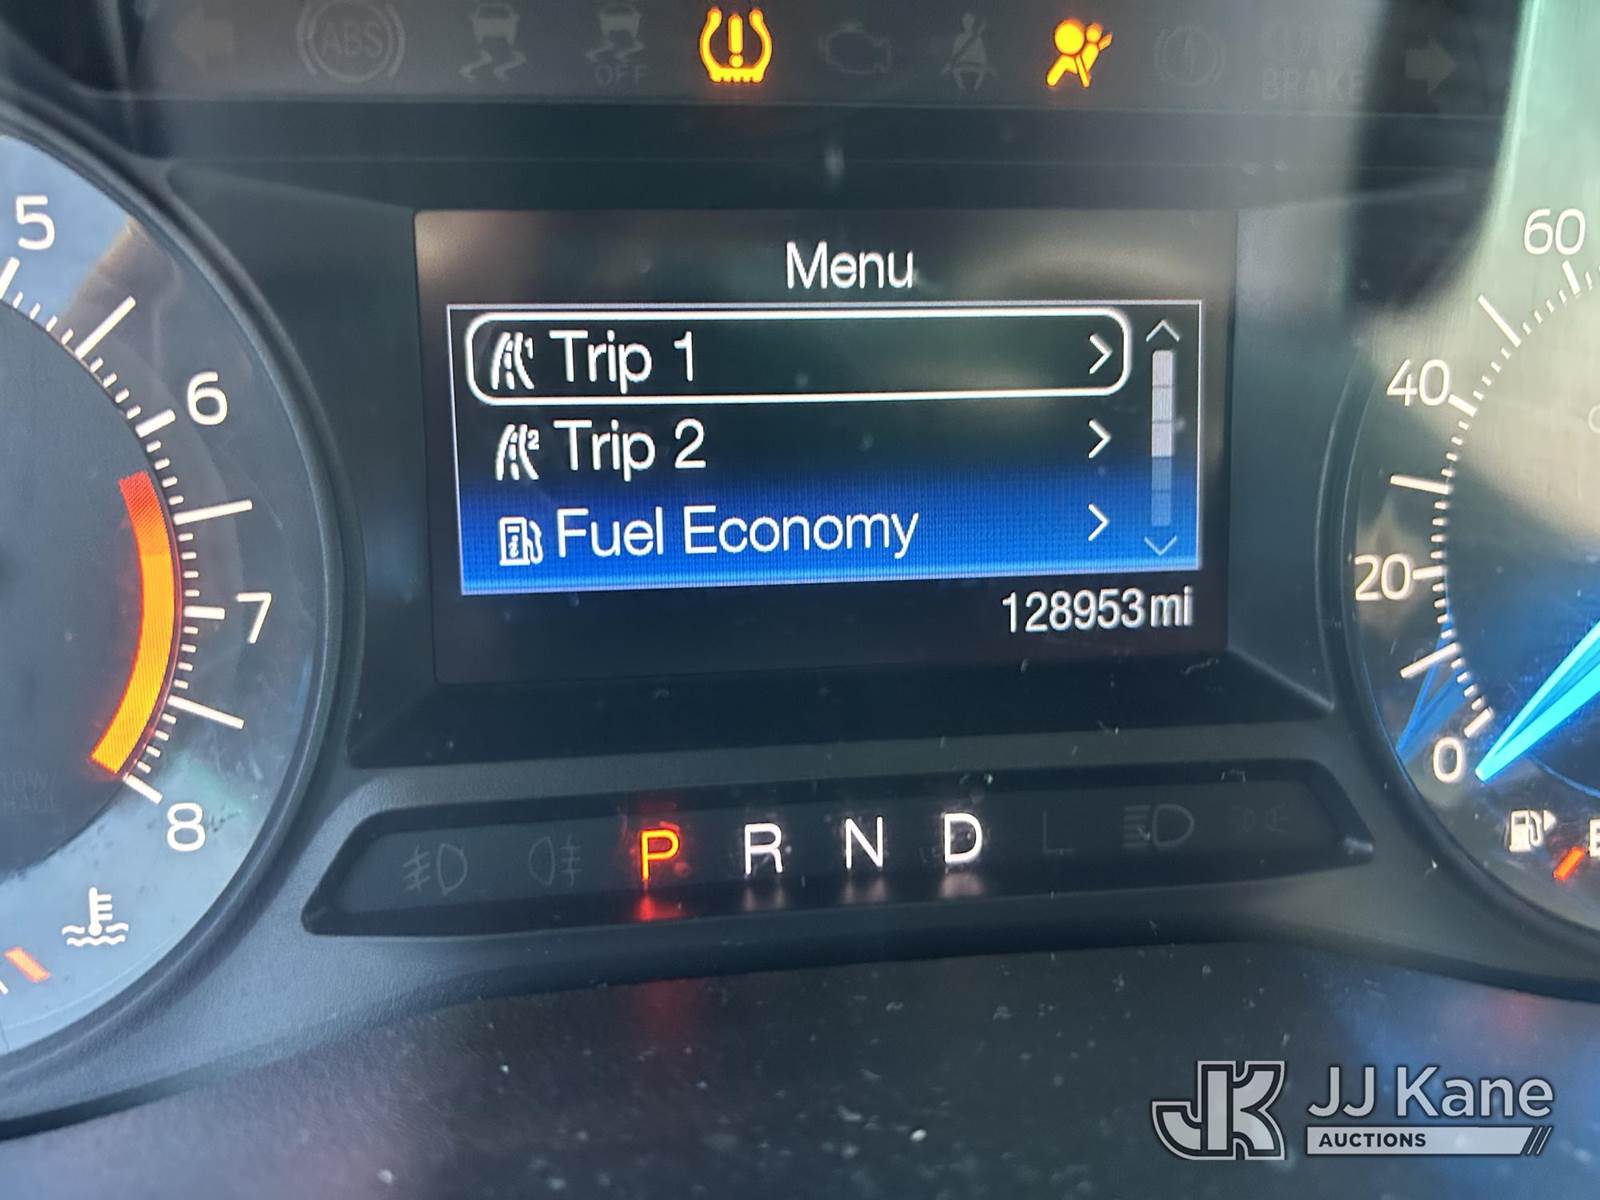 ABS
OFF
BRAKE
Menu
Trip 1
Trip 2
Fuel Economy
128953 mi
5
6
7
8
60
40
20
0
P R N D L
E
JJ Kane
AUCTIONS